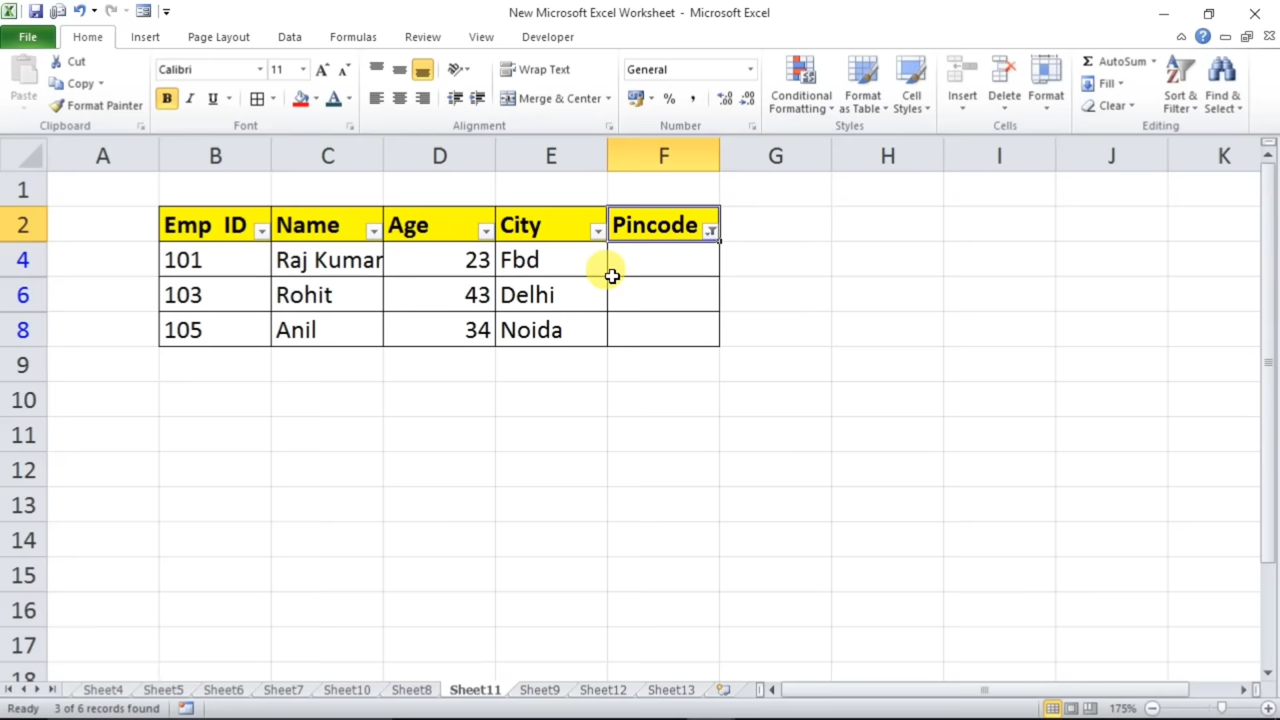 New Microsoft Excel Worksheet - Microsoft Excel
File Home Insert Page Layout Data Formulas Review View Developer
Paste
Cut
Copy
Format Painter
Clipboard
Calibri 11
B I U
Font
Wrap Text
Merge & Center
Alignment
General
%
Number
Conditional Formatting
Format as Table
Cell Styles
Styles
Insert Delete Format
Cells
AutoSum
Fill
Clear
Sort & Filter
Find & Select
Editing
A B C D E F G H I J K
1
2 Emp ID Name Age City Pincode
4 101 Raj Kumar 23 Fbd
6 103 Rohit 43 Delhi
8 105 Anil 34 Noida
9
10
11
12
13
14
15
16
17
18
Sheet4 Sheet5 Sheet6 Sheet7 Sheet10 Sheet8 Sheet11 Sheet9 Sheet12 Sheet13
Ready 3 of 6 records found 175%